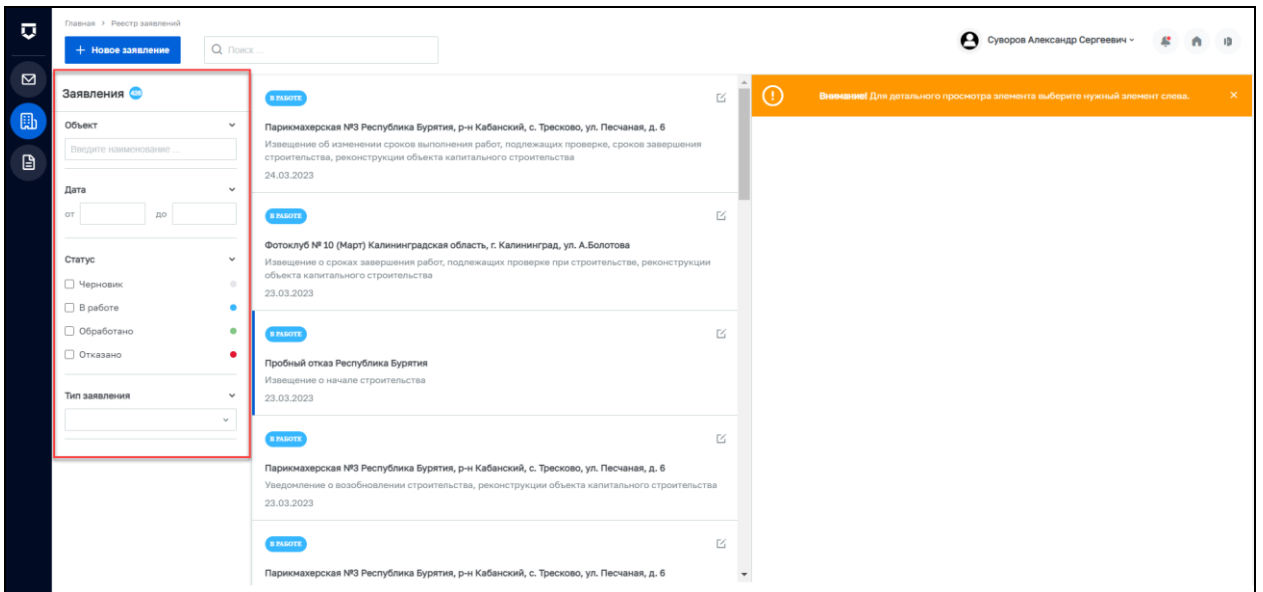 Главная > Реестр заявлений
+ Новое заявление
Поиск ...
Суворов Александр Сергеевич
Заявления
Объект
Введите наименование ...
Дата
от
до
Статус
Черновик
В работе
Обработано
Отказано
Тип заявления
В РАБОТЕ
Парикмахерская №3 Республика Бурятия, р-н Кабанский, с. Тресково, ул. Песчаная, д. 6
Извещение об изменении сроков выполнения работ, подлежащих проверке, сроков завершения
строительства, реконструкции объекта капитального строительства
24.03.2023
В РАБОТЕ
Фотоклуб № 10 (Март) Калининградская область, г. Калининград, ул. А.Болотова
Извещение о сроках завершения работ, подлежащих проверке при строительстве, реконструкции
объекта капитального строительства
23.03.2023
В РАБОТЕ
Пробный отказ Республика Бурятия
Извещение о начале строительства
23.03.2023
В РАБОТЕ
Парикмахерская №3 Республика Бурятия, р-н Кабанский, с. Тресково, ул. Песчаная, д. 6
Уведомление о возобновлении строительства, реконструкции объекта капитального строительства
23.03.2023
В РАБОТЕ
Парикмахерская №3 Республика Бурятия, р-н Кабанский, с. Тресково, ул. Песчаная, д. 6
Внимание! Для детального просмотра элемента выберите нужный элемент слева.